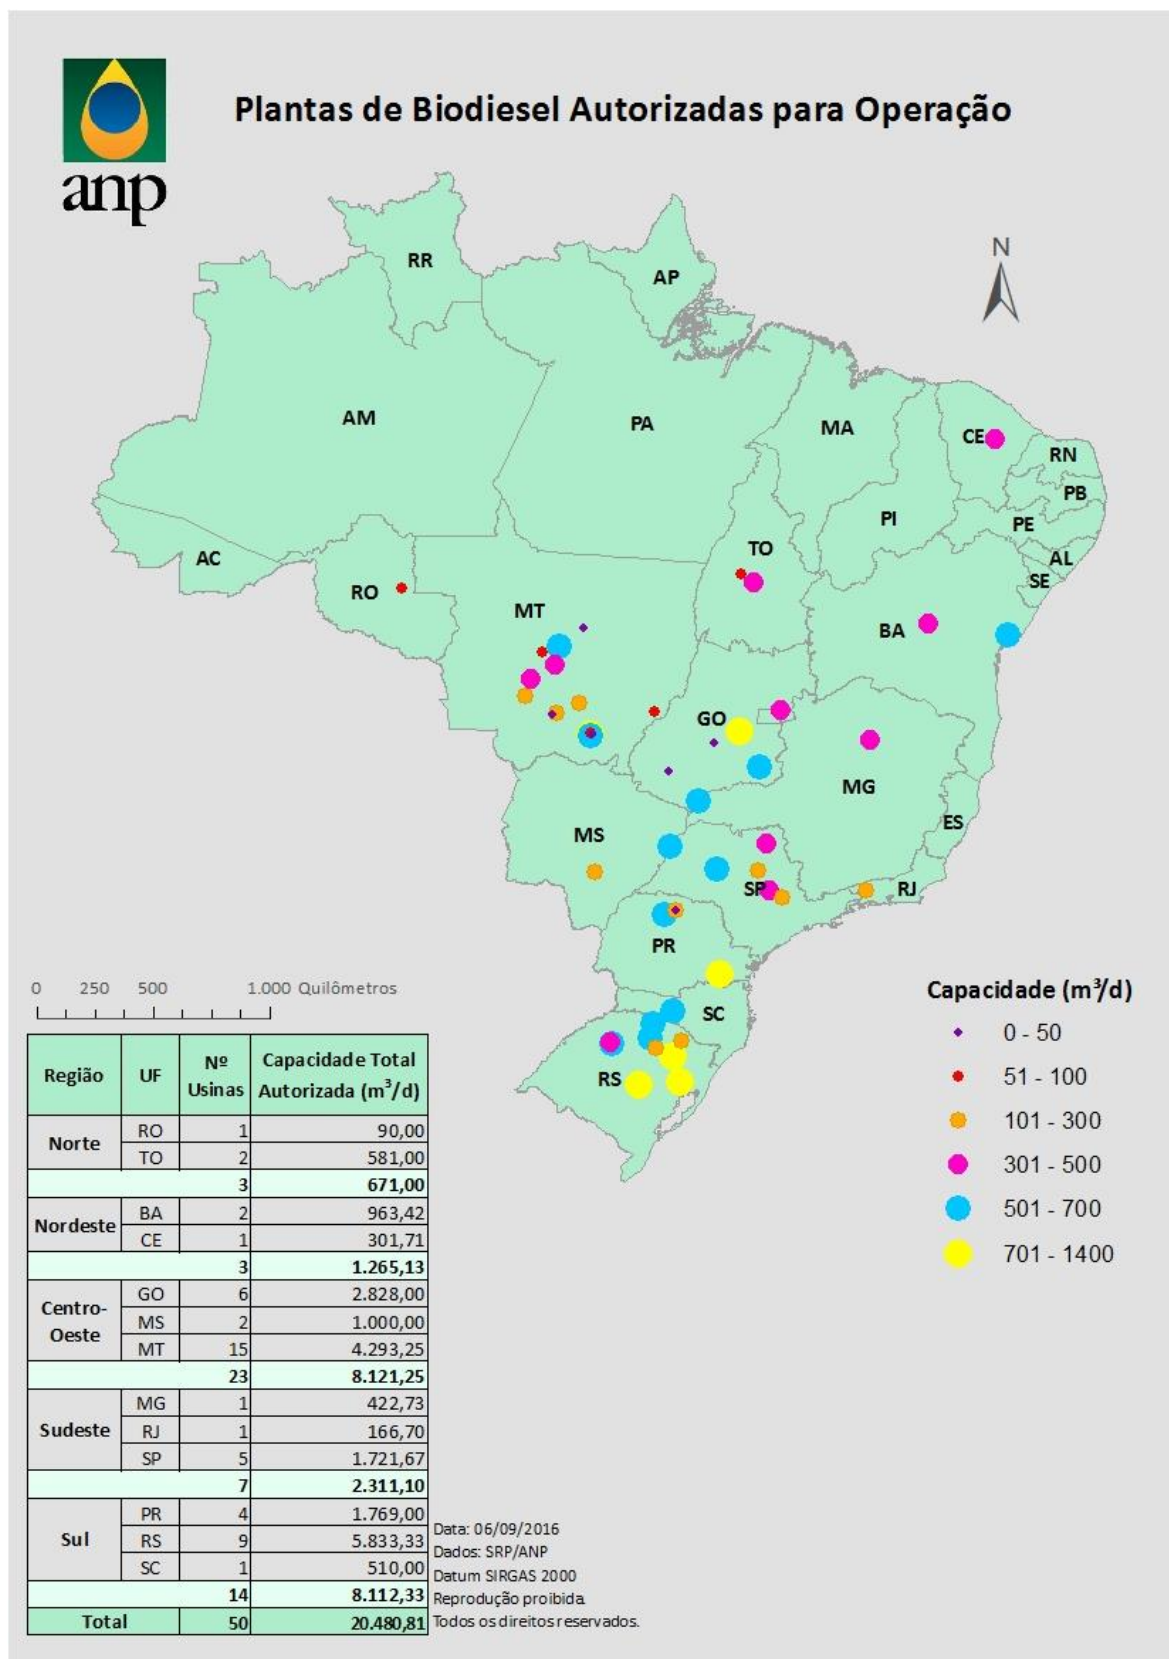 anp
Plantas de Biodiesel Autorizadas para Operação
N
RR
AP
AM
PA
MA
CE
RN
PB
PI
PE
TO
AL
AC
SE
RO
MT
BA
GO
MG
MS
ES
SP
RJ
PR
SC
RS
0 250 500 1.000 Quilômetros
Capacidade (m³/d)
0 - 50
51 - 100
101 - 300
301 - 500
501 - 700
701 - 1400
Região UF Nº Usinas Capacidade Total Autorizada (m³/d)
Norte RO 1 90,00
TO 2 581,00
3 671,00
Nordeste BA 2 963,42
CE 1 301,71
3 1.265,13
Centro-Oeste GO 6 2.828,00
MS 2 1.000,00
MT 15 4.293,25
23 8.121,25
Sudeste MG 1 422,73
RJ 1 166,70
SP 5 1.721,67
7 2.311,10
Sul PR 4 1.769,00
RS 9 5.833,33
SC 1 510,00
14 8.112,33
Total 50 20.480,81
Data: 06/09/2016
Dados: SRP/ANP
Datum SIRGAS 2000
Reprodução proibida.
Todos os direitos reservados.